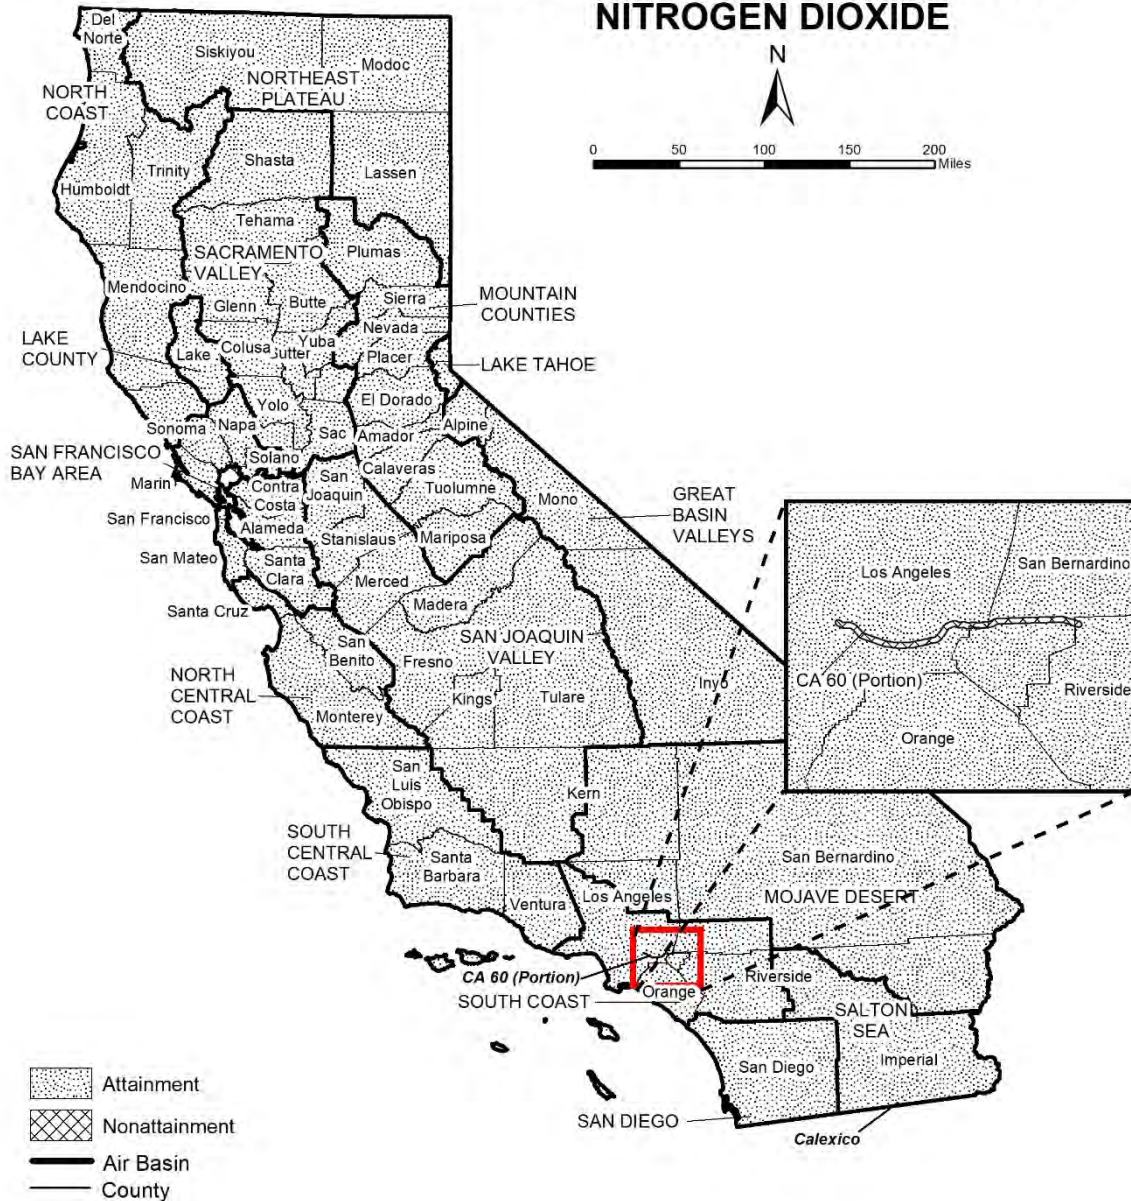 NITROGEN DIOXIDE
N
0 50 100 150 200
Miles
Del
Norte
Siskiyou
Modoc
NORTHEAST
PLATEAU
NORTH
COAST
Trinity
Shasta
Lassen
Humboldt
Tehama
Plumas
SACRAMENTO
VALLEY
Mendocino
Glenn
Butte
Sierra
MOUNTAIN
COUNTIES
Nevada
LAKE
COUNTY
Lake
Colusa
utter
Yuba
Placer
LAKE TAHOE
Yolo
El Dorado
Sonoma
Napa
Sac
Amador
Alpine
SAN FRANCISCO
BAY AREA
Solano
Calaveras
Marin
Contra
Costa
San
Joaquin
Tuolumne
Mono
GREAT
BASIN
VALLEYS
San Francisco
Alameda
Stanislaus
Mariposa
San Mateo
Santa
Clara
Merced
Santa Cruz
Madera
San
Benito
Fresno
SAN JOAQUIN
VALLEY
NORTH
CENTRAL
COAST
Kings
Tulare
Inyo
Monterey
Los Angeles
San Bernardino
CA 60 (Portion)
Riverside
Orange
San
Luis
Obispo
Kern
SOUTH
CENTRAL
COAST
Santa
Barbara
San Bernardino
Ventura
Los Angeles
MOJAVE DESERT
CA 60 (Portion)
Riverside
SOUTH COAST
Orange
SALTON
SEA
San Diego
Imperial
SAN DIEGO
Calexico
Attainment
Nonattainment
Air Basin
County